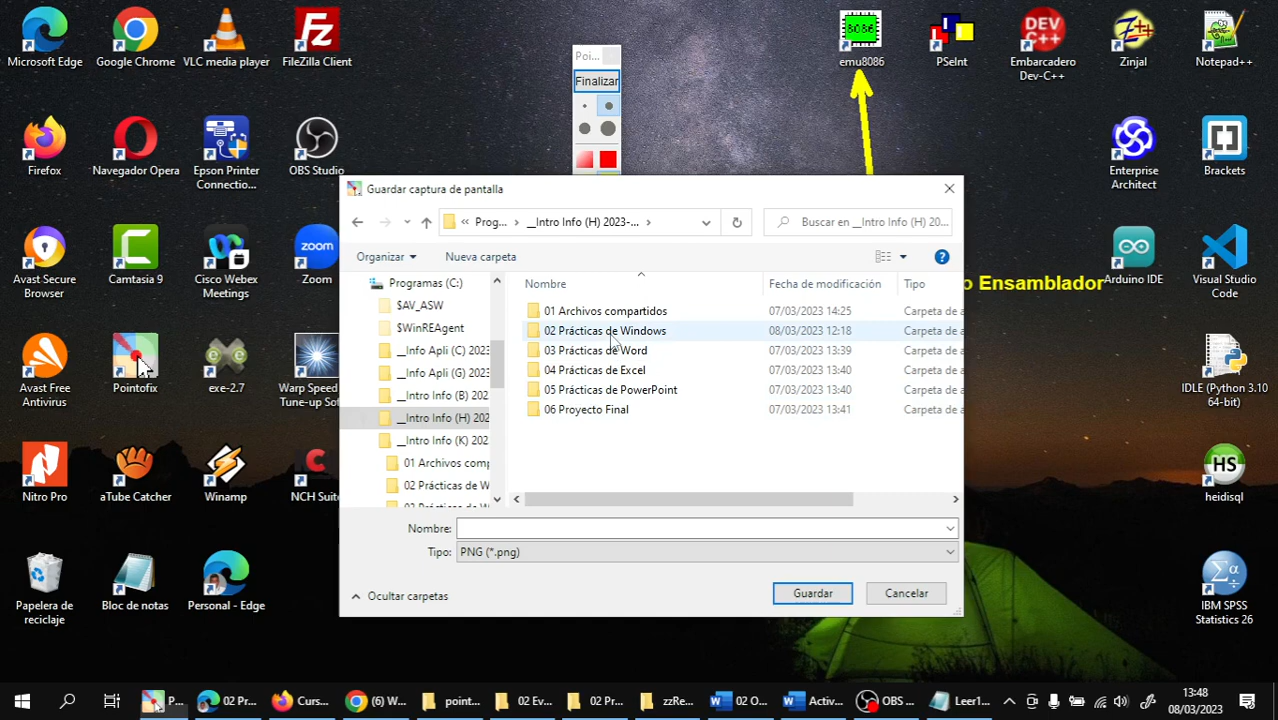 Microsoft Edge
Google Chrome
VLC media player
FileZilla Client
Fz
8086
emu8086
PSeInt
DEV C++
Embarcadero Dev-C++
Z++
Zinjal
Notepad++
Poi...
Finalizar
Firefox
Navegador Opera
Epson Printer Connectio...
OBS Studio
Enterprise Architect
Brackets
Guardar captura de pantalla
Prog...
__Intro Info (H) 2023-...
Buscar en __Intro Info (H) 20...
Organizar
Nueva carpeta
Avast Secure Browser
Camtasia 9
Cisco Webex Meetings
zoom
Zoom
Programas (C:)
$AV_ASW
$WinREAgent
__Info Apli (C) 2023
__Info Apli (G) 2023
__Intro Info (B) 202
__Intro Info (H) 202
__Intro Info (K) 202
01 Archivos comp
02 Prácticas de W
Nombre
Fecha de modificación
Tipo
01 Archivos compartidos 07/03/2023 14:25 Carpeta de a
02 Prácticas de Windows 08/03/2023 12:18 Carpeta de a
03 Prácticas de Word 07/03/2023 13:39 Carpeta de a
04 Prácticas de Excel 07/03/2023 13:40 Carpeta de a
05 Prácticas de PowerPoint 07/03/2023 13:40 Carpeta de a
06 Proyecto Final 07/03/2023 13:41 Carpeta de a
o Ensamblador
Arduino IDE
Visual Studio Code
Avast Free Antivirus
Pointofix
exe-2.7
Warp Speed
Tune-up Sof
IDLE (Python 3.10 64-bit)
Nitro Pro
aTube Catcher
Winamp
NCH Suite
HS
heidisql
Nombre:
Tipo: PNG (*.png)
Ocultar carpetas
Guardar
Cancelar
Papelera de reciclaje
Bloc de notas
Personal - Edge
IBM SPSS Statistics 26
P...
02 Pr...
Curs...
(6) W...
point...
02 Ev...
02 Pr...
zzRe...
02 O...
Activ...
OBS ...
Leer1...
13:48
08/03/2023